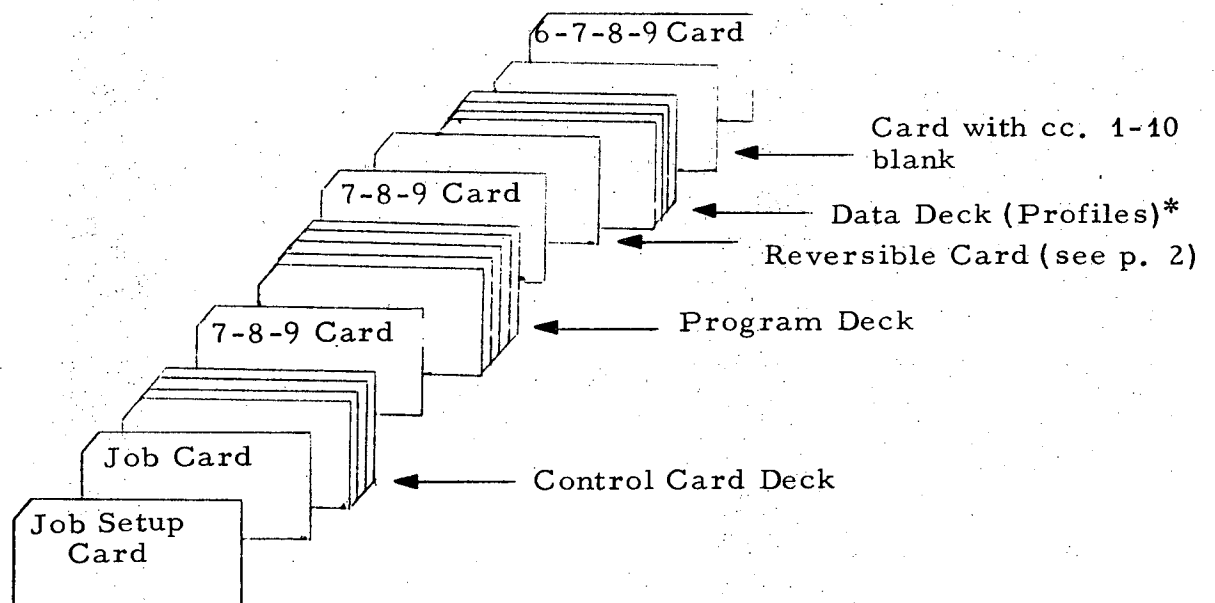 6-7-8-9 Card
Card with cc. 1-10
blank
7-8-9 Card
Data Deck (Profiles)*
Reversible Card (see p. 2)
7-8-9 Card
Program Deck
Job Card
Control Card Deck
Job Setup
Card